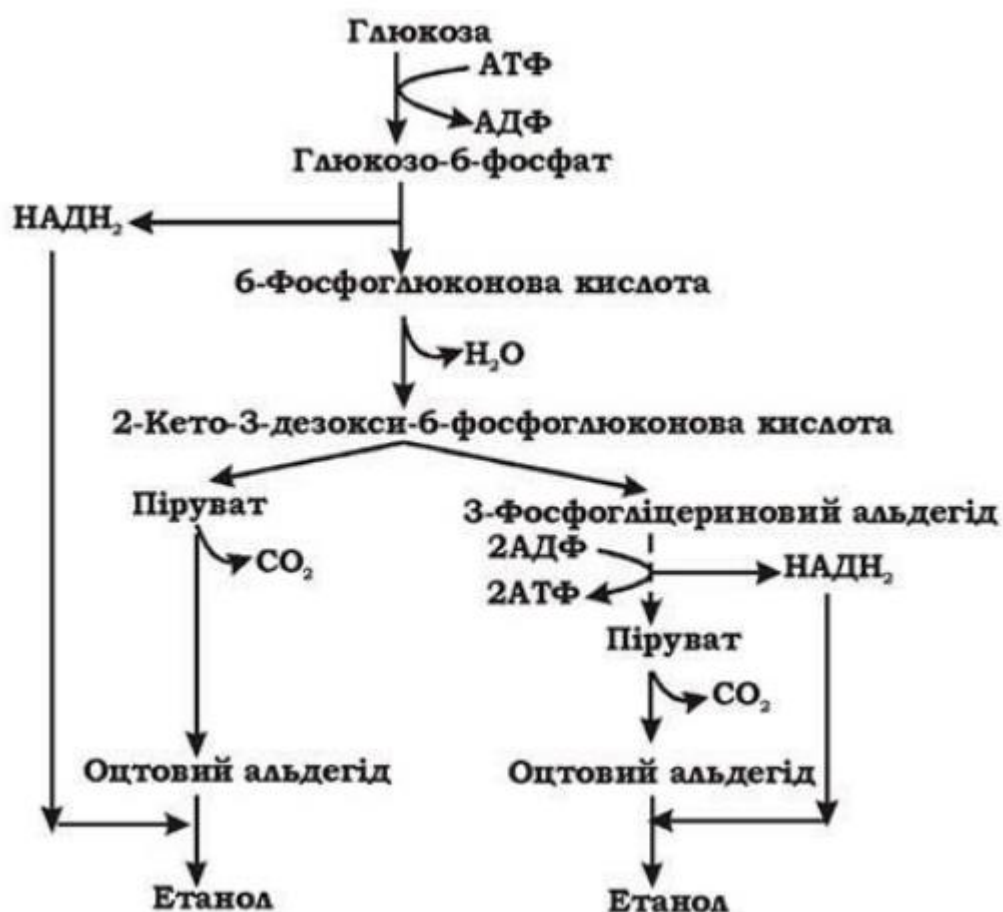 Глюкоза
АТФ
АДФ
Глюкозо-6-фосфат
НАДН₂
6-Фосфоглюконова кислота
H₂O
2-Кето-3-дезокси-6-фосфоглюконова кислота
Піруват
3-Фосфогліцериновий альдегід
CO₂
2АДФ
НАДН₂
2АТФ
Піруват
CO₂
Оцтовий альдегід
Оцтовий альдегід
Етанол
Етанол